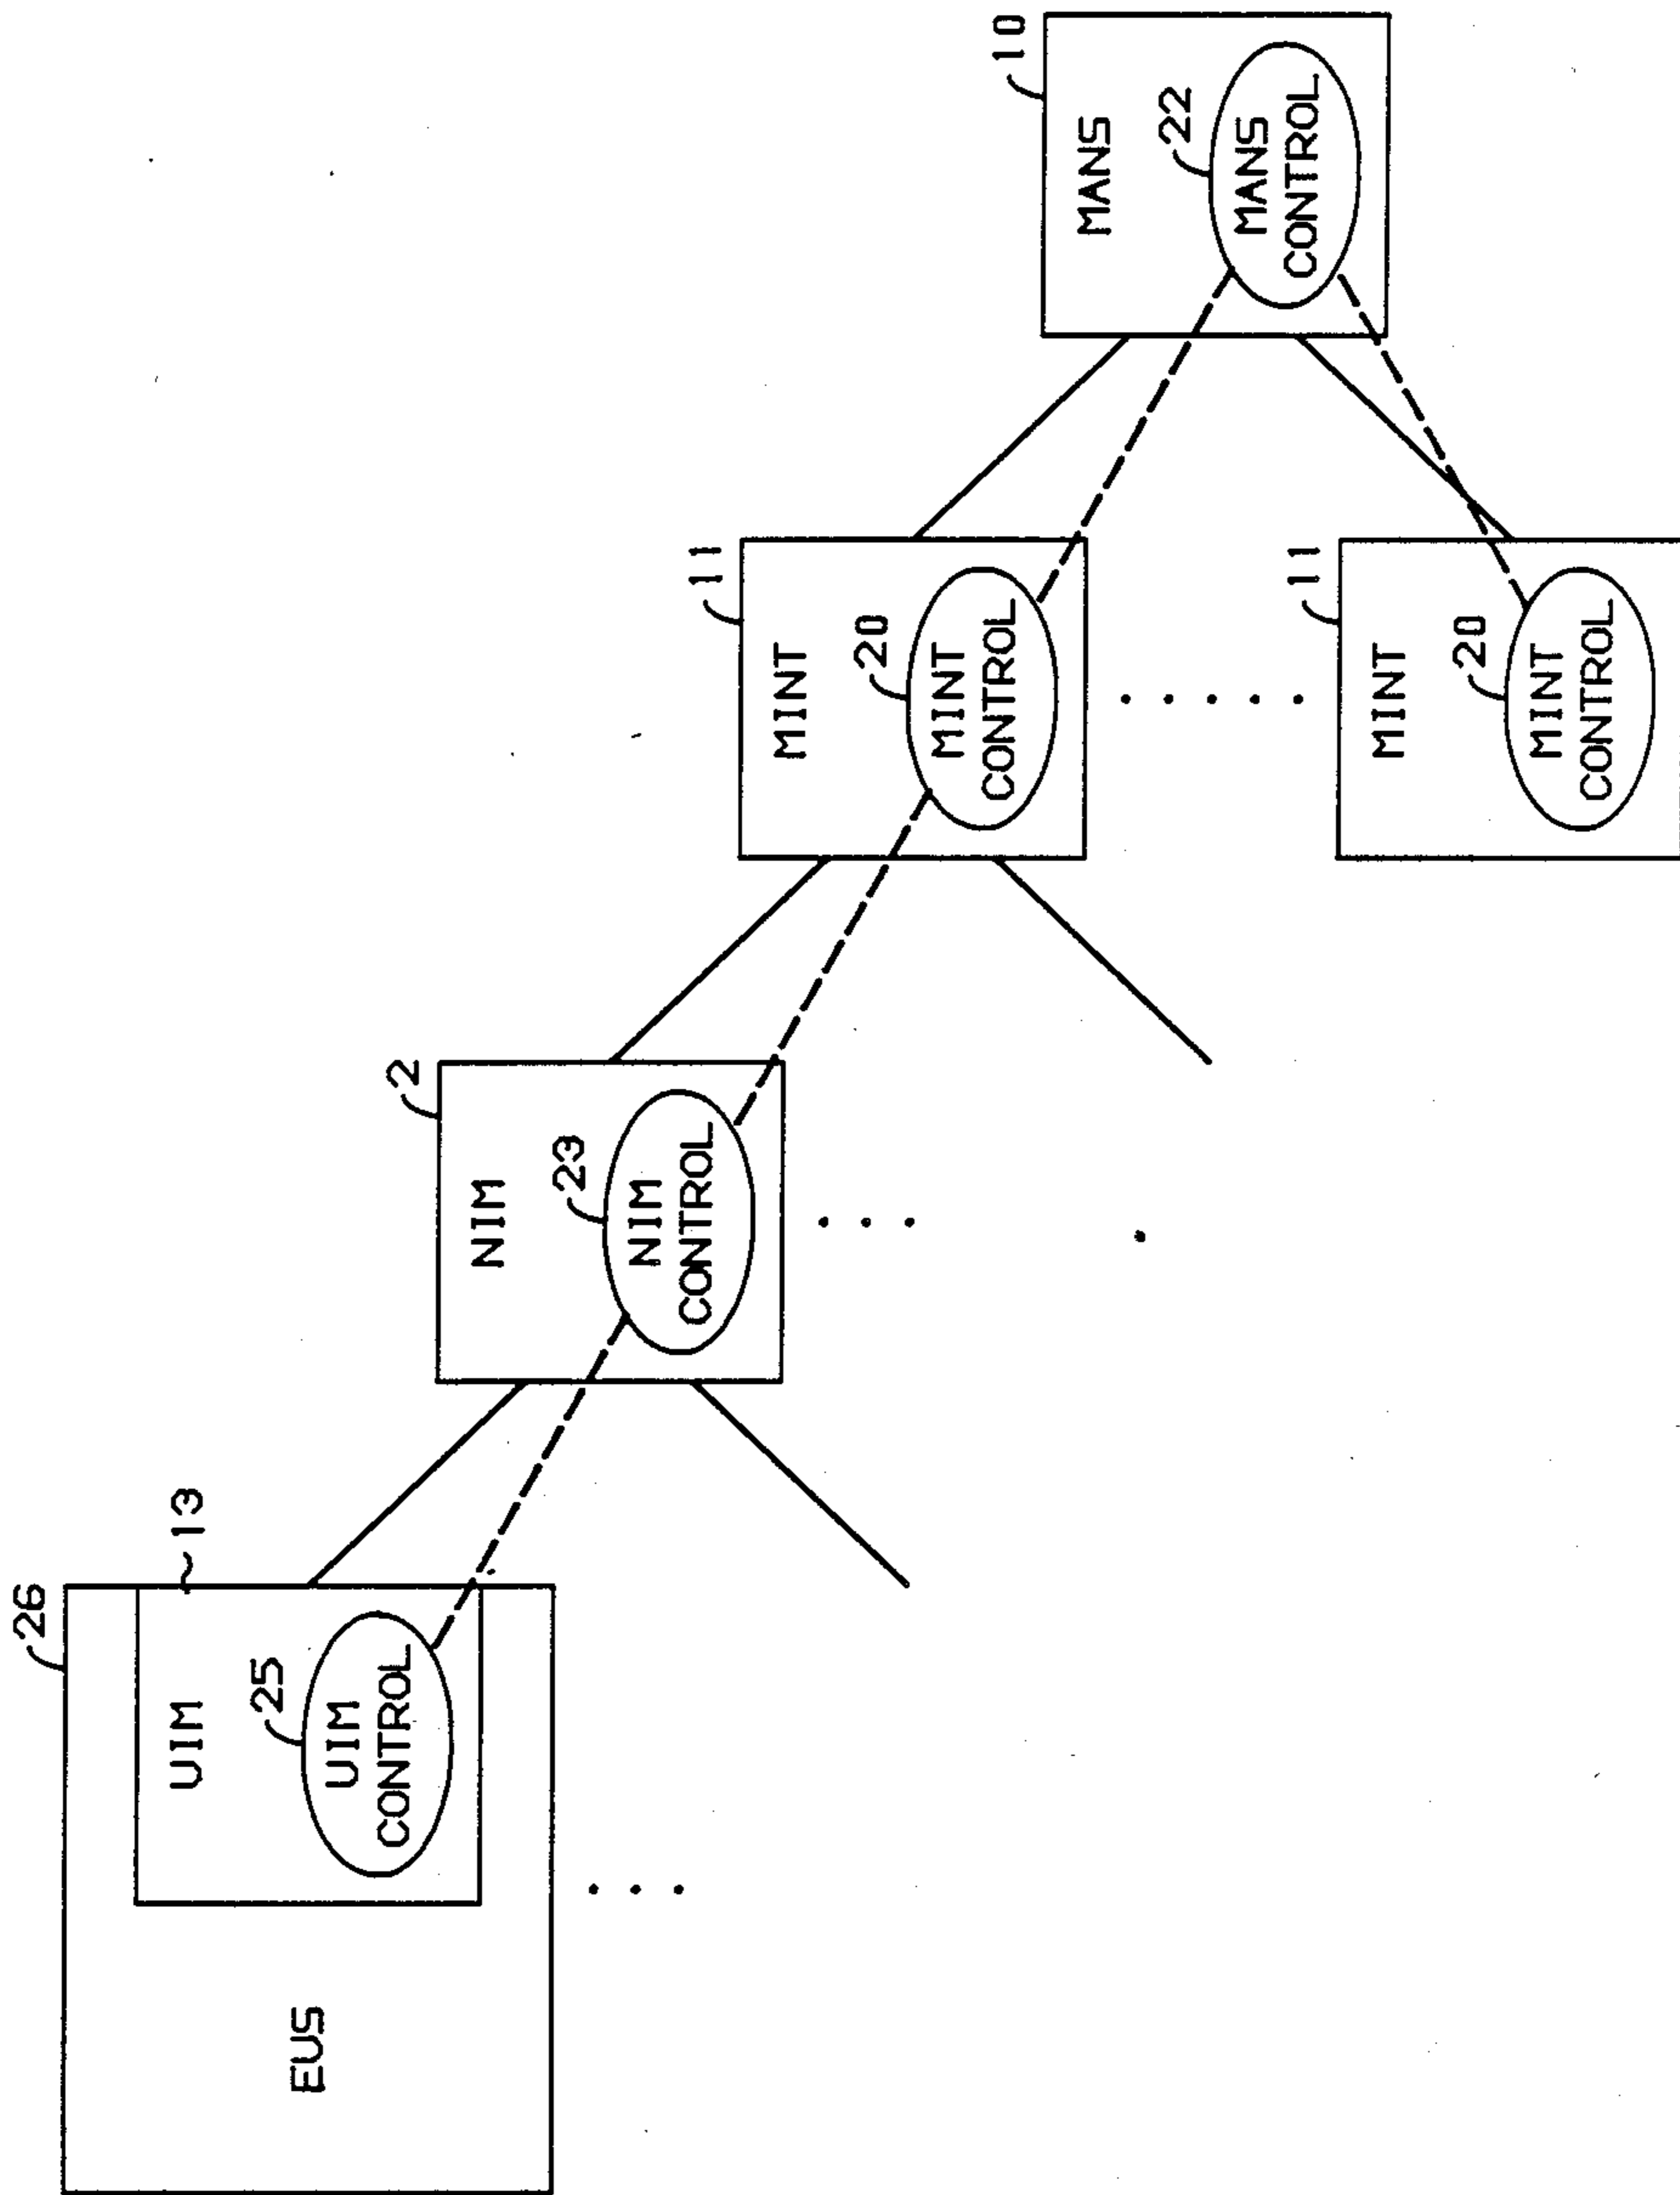 26
13
EUS
UIM
25
UIM
CONTROL
2
NIM
23
NIM
CONTROL
11
MINT
20
MINT
CONTROL
11
MINT
20
MINT
CONTROL
10
MANS
22
MANS
CONTROL